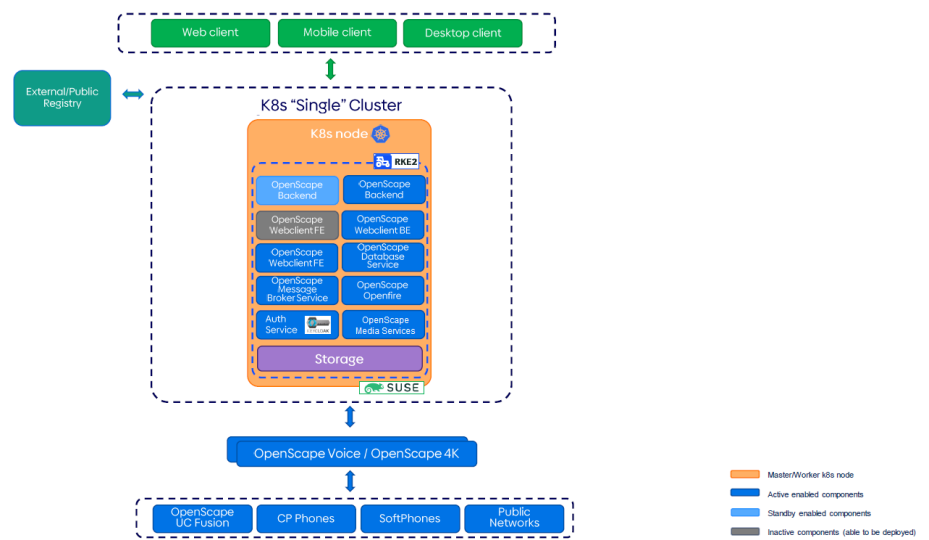 Web client
Mobile client
Desktop client
External/Public
Registry
K8s “Single” Cluster
K8s node
RKE2
OpenScape
Backend
OpenScape
Backend
OpenScape
Webclient FE
OpenScape
Webclient BE
OpenScape
Webclient FE
OpenScape
Database
Service
OpenScape
Message
Broker Service
OpenScape
Openfire
Auth
Service
OpenScape
Media Services
Storage
SUSE
OpenScape Voice / OpenScape 4K
OpenScape
UC Fusion
CP Phones
SoftPhones
Public
Networks
Master/Worker k8s node
Active enabled components
Standby enabled components
Inactive components (able to be deployed)